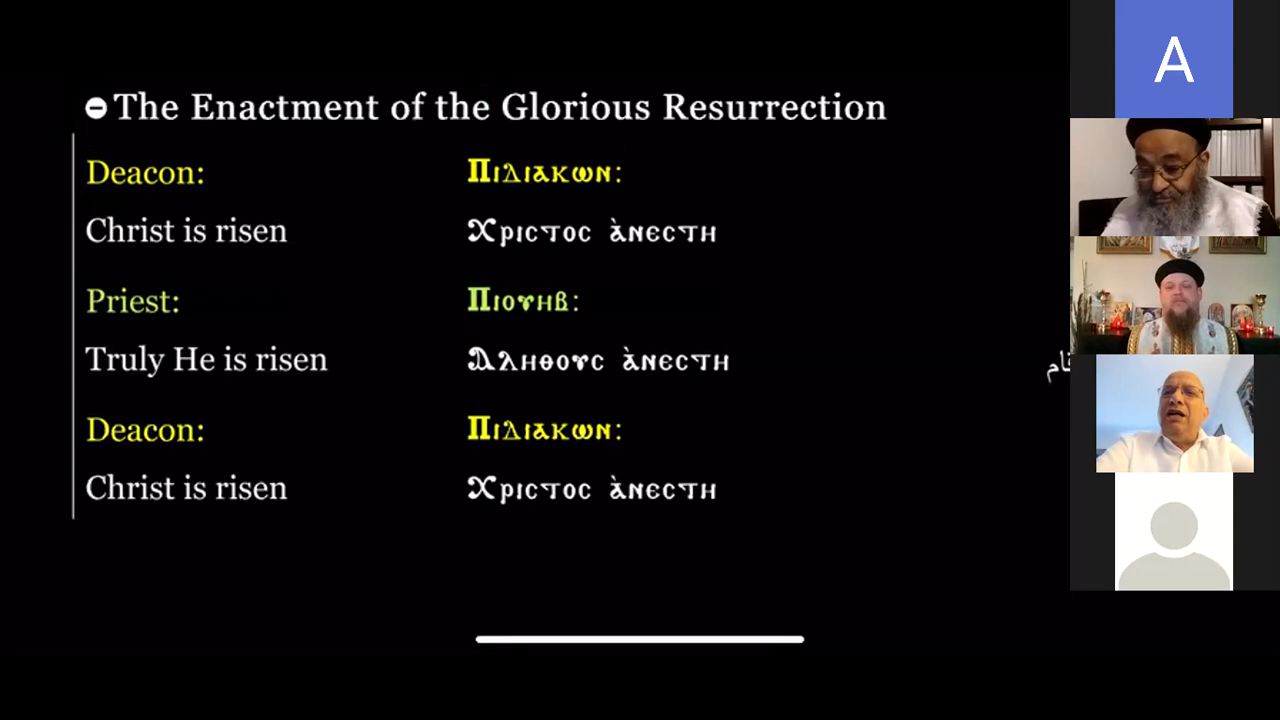 The Enactment of the Glorious Resurrection
Deacon: Ⲡⲓⲇⲓⲁⲕⲱⲛ:
Christ is risen Ⲭⲣⲓⲥⲧⲟⲥ ⲁ̀ⲛⲉⲥⲧⲏ
Priest: Ⲡⲓⲟⲩⲏⲃ:
Truly He is risen Ⲁⲗⲏⲑⲟⲩⲥ ⲁ̀ⲛⲉⲥⲧⲏ
Deacon: Ⲡⲓⲇⲓⲁⲕⲱⲛ:
Christ is risen Ⲭⲣⲓⲥⲧⲟⲥ ⲁ̀ⲛⲉⲥⲧⲏ
A